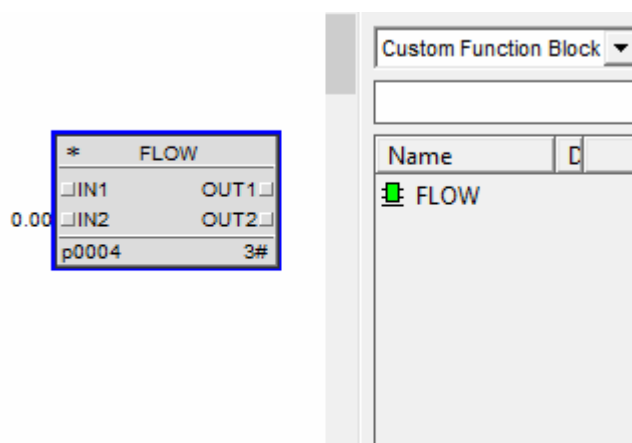 * FLOW
IN1 OUT1
0.00 IN2 OUT2
p0004 3#
Custom Function Block
Name D
FLOW